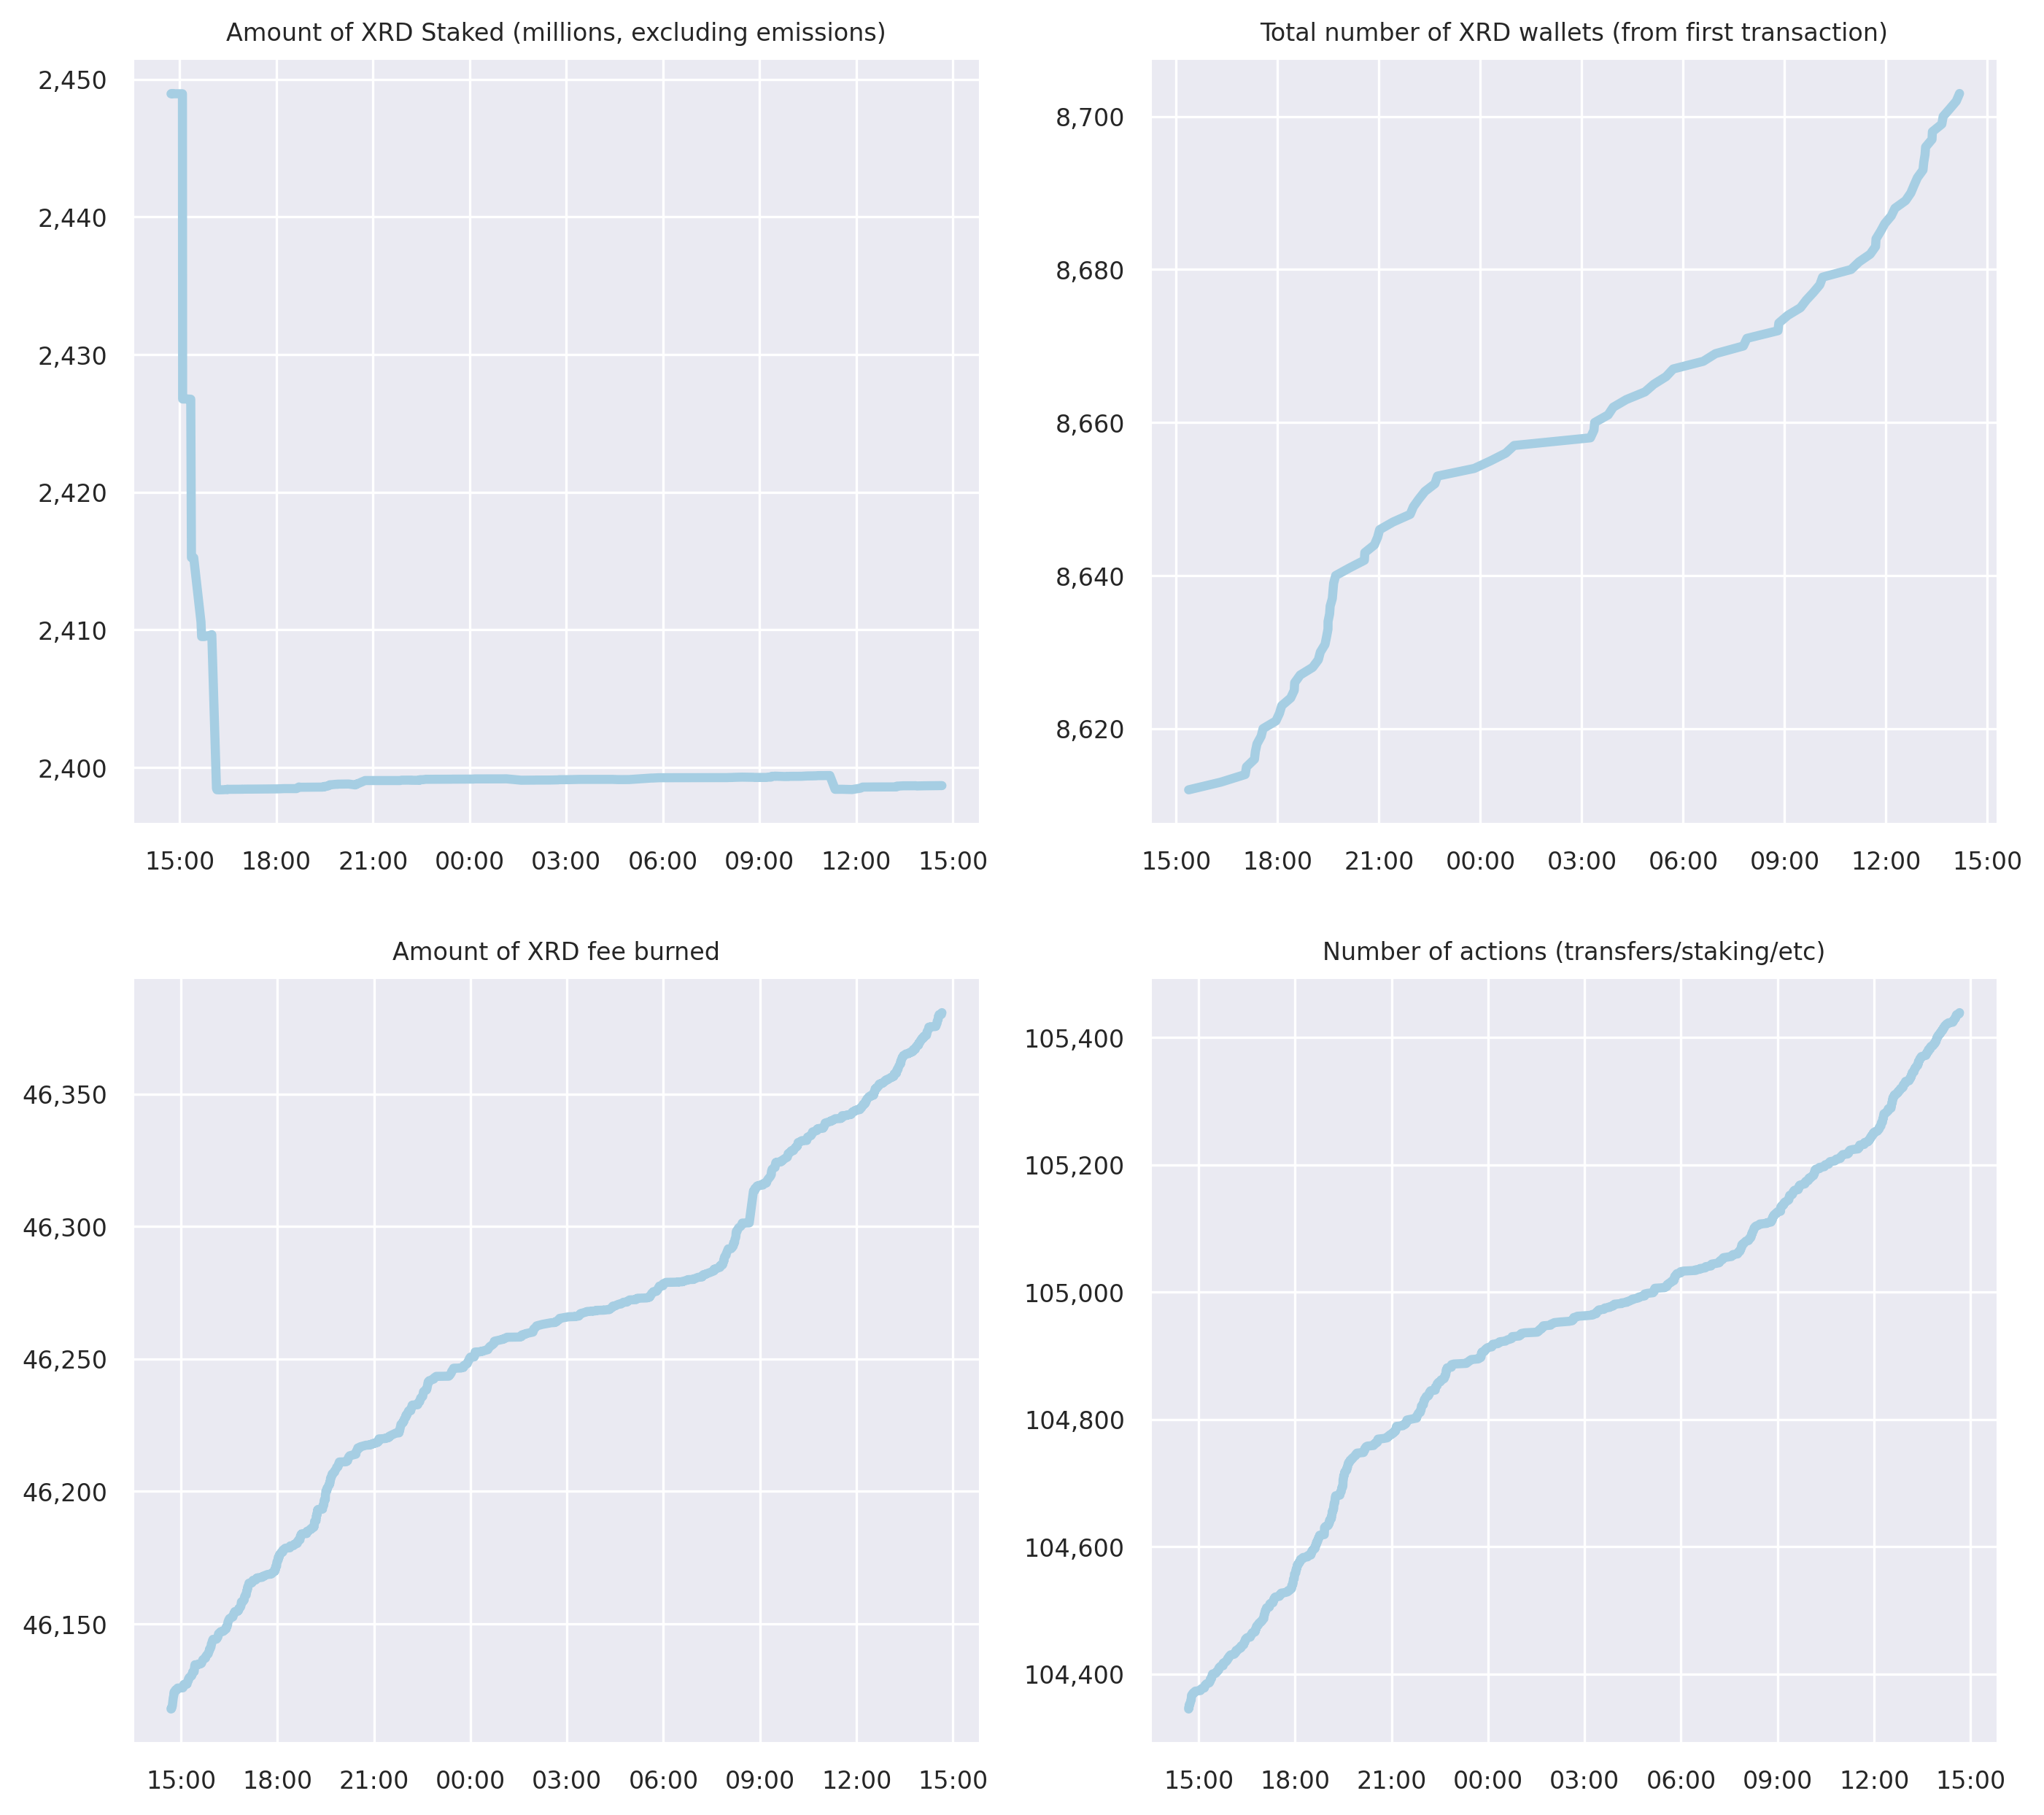 Amount of XRD Staked (millions, excluding emissions)
2,450
2,440
2,430
2,420
2,410
2,400
15:00 18:00 21:00 00:00 03:00 06:00 09:00 12:00 15:00
Total number of XRD wallets (from first transaction)
8,700
8,680
8,660
8,640
8,620
15:00 18:00 21:00 00:00 03:00 06:00 09:00 12:00 15:00
Amount of XRD fee burned
46,350
46,300
46,250
46,200
46,150
15:00 18:00 21:00 00:00 03:00 06:00 09:00 12:00 15:00
Number of actions (transfers/staking/etc)
105,400
105,200
105,000
104,800
104,600
104,400
15:00 18:00 21:00 00:00 03:00 06:00 09:00 12:00 15:00